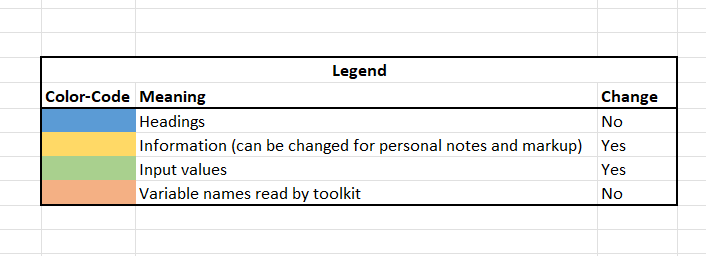 Legend
Color-Code Meaning Change
Headings No
Information (can be changed for personal notes and markup) Yes
Input values Yes
Variable names read by toolkit No